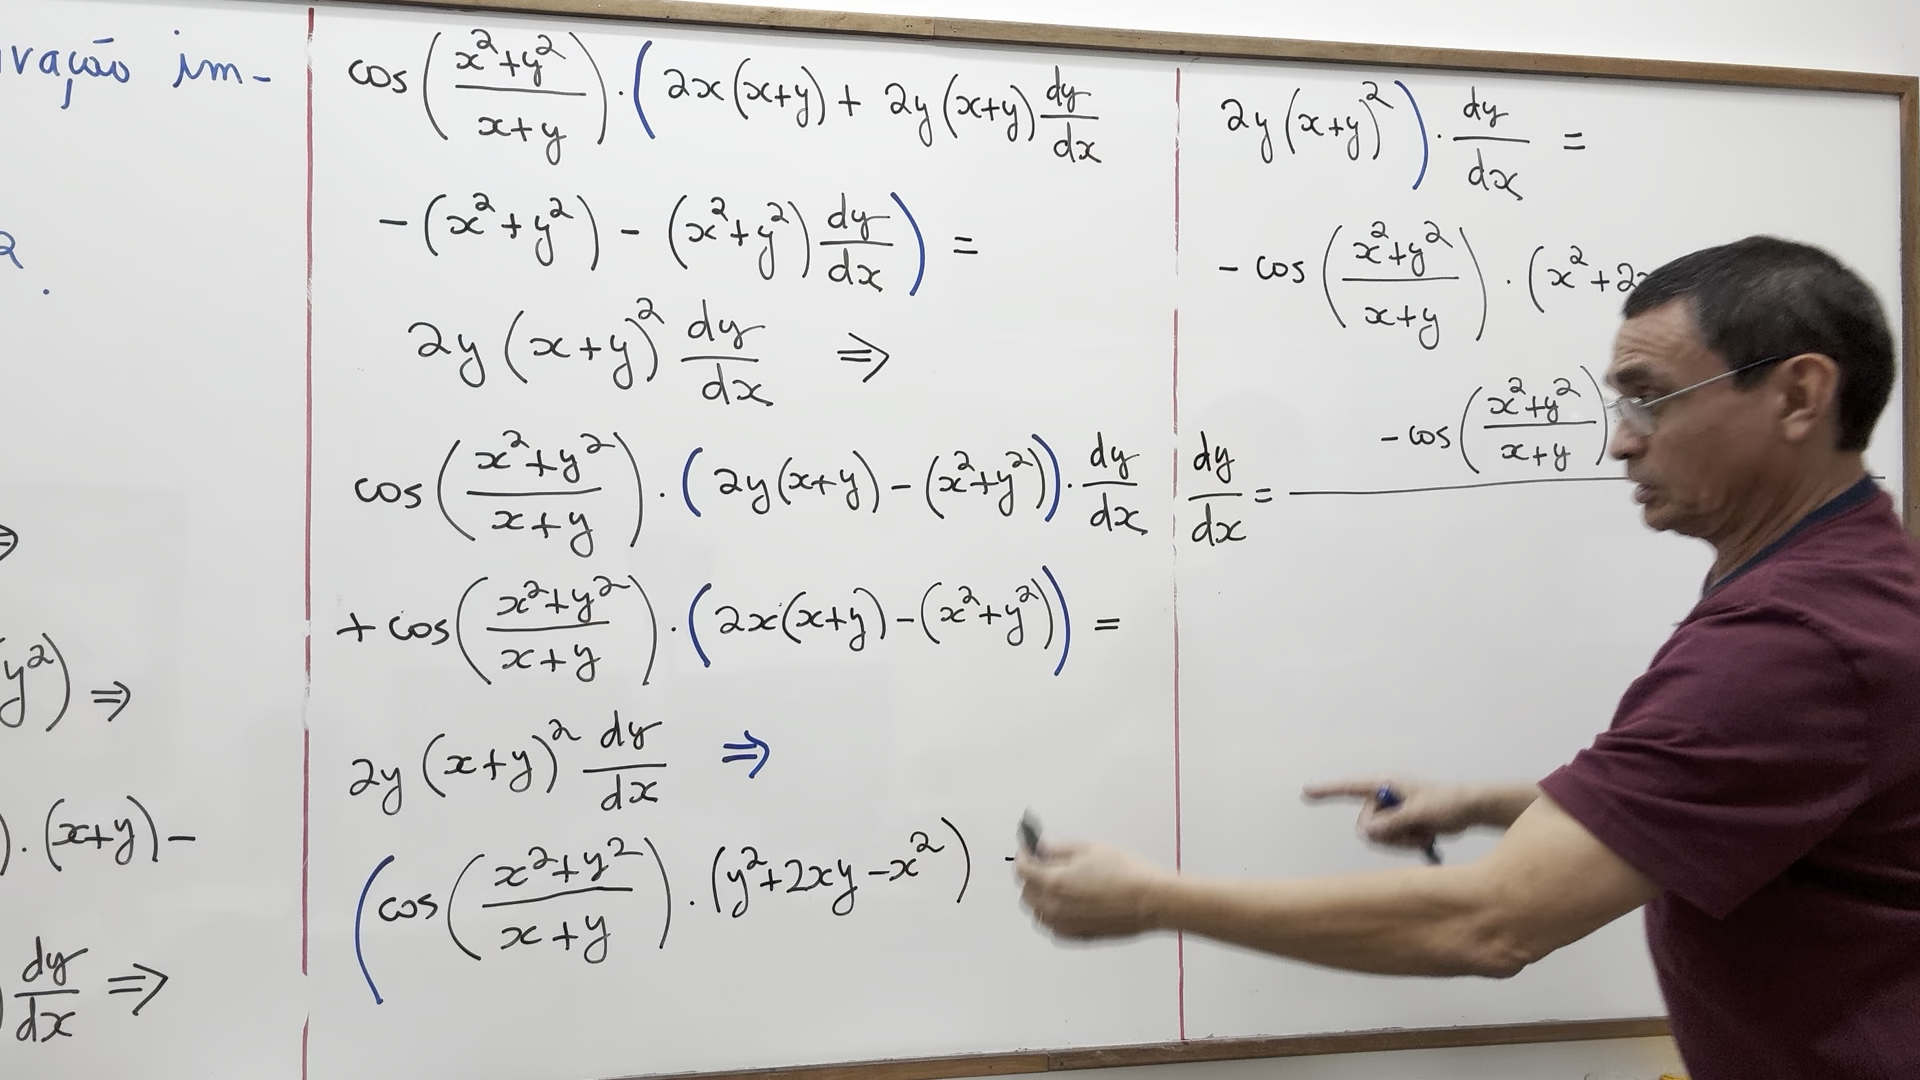 vação im-
2.
⇒
y²) ⇒
). (x+y) -
) dy/dx ⇒
cos((x²+y²)/(x+y)) · (2x(x+y) + 2y(x+y) dy/dx
- (x²+y²) - (x²+y²) dy/dx) =
2y (x+y)² dy/dx ⇒
cos((x²+y²)/(x+y)) · (2y(x+y) - (x²+y²)) · dy/dx
+ cos((x²+y²)/(x+y)) · (2x(x+y) - (x²+y²)) =
2y (x+y)² dy/dx ⇒
(cos((x²+y²)/(x+y)) · (y²+2xy-x²) -
2y(x+y)²) · dy/dx =
- cos((x²+y²)/(x+y)) · (x²+2x
- cos((x²+y²)/(x+y))
dy/dx =